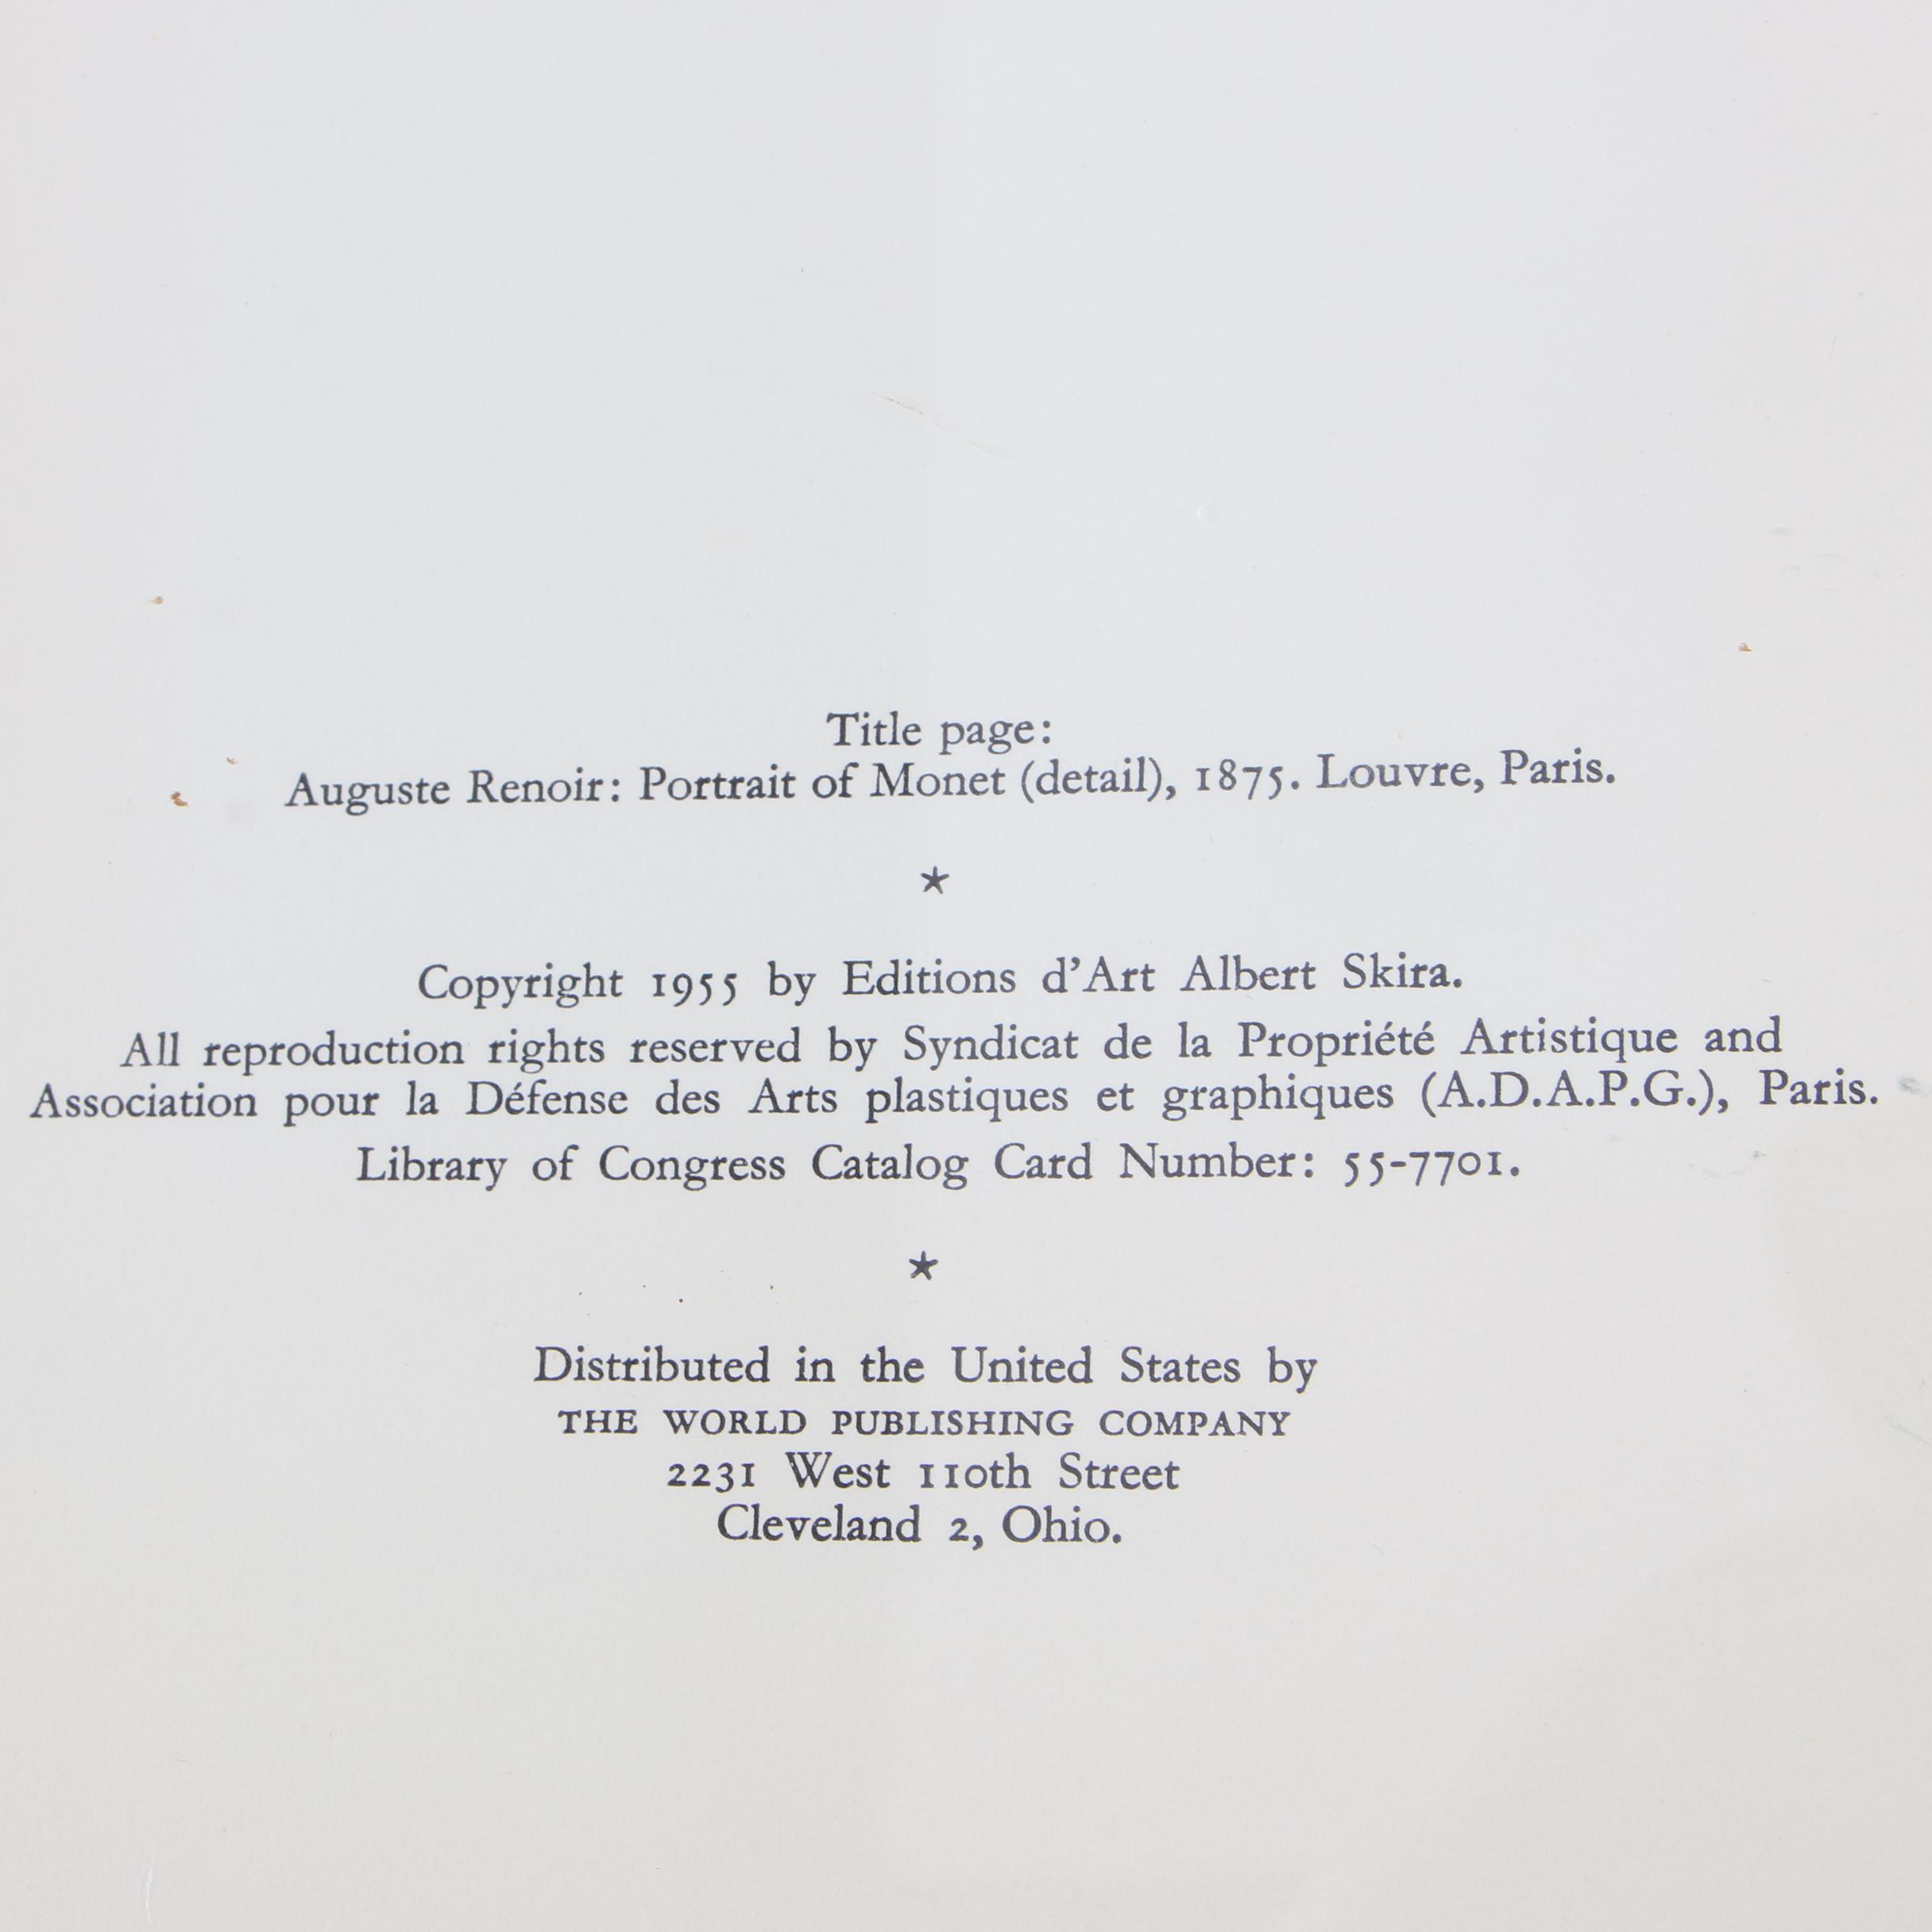 Title page:
Auguste Renoir: Portrait of Monet (detail), 1875. Louvre, Paris.
*
Copyright 1955 by Editions d'Art Albert Skira.
All reproduction rights reserved by Syndicat de la Propriété Artistique and
Association pour la Défense des Arts plastiques et graphiques (A.D.A.P.G.), Paris.
Library of Congress Catalog Card Number: 55-7701.
*
Distributed in the United States by
THE WORLD PUBLISHING COMPANY
2231 West 110th Street
Cleveland 2, Ohio.